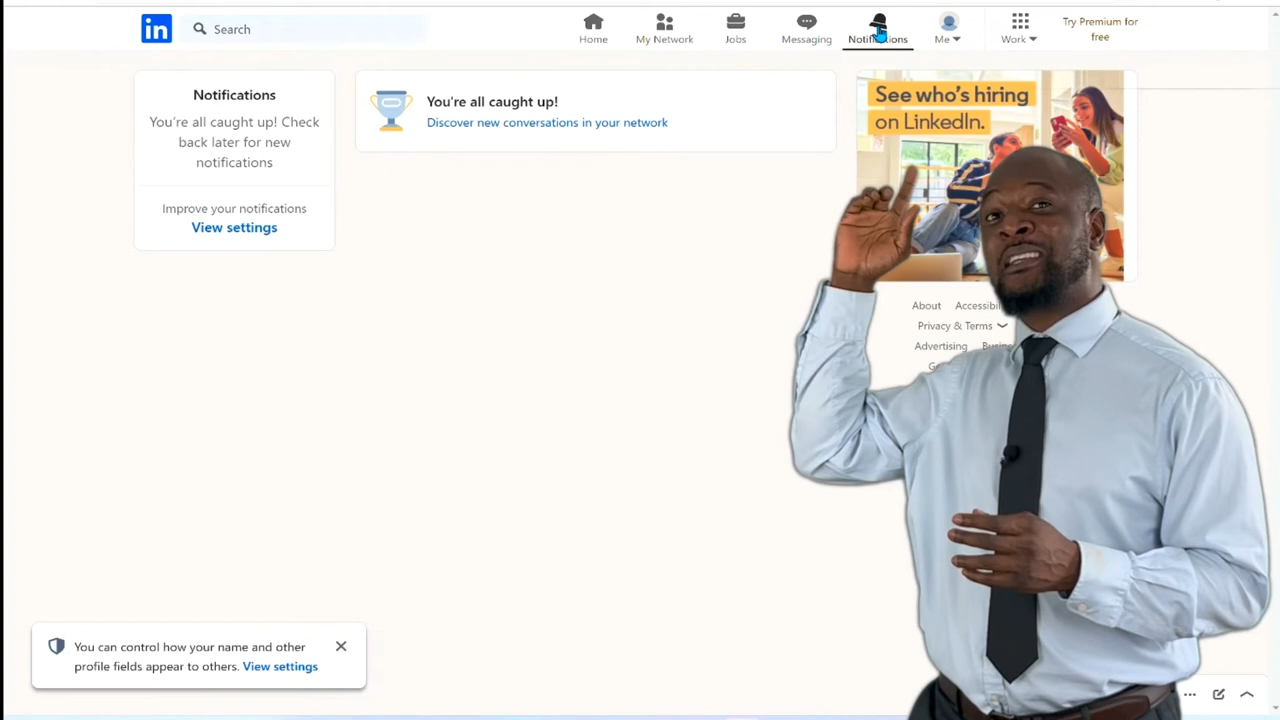 in
Search
Home
My Network
Jobs
Messaging
Notifications
Me
Work
Try Premium for
free
Notifications
You're all caught up! Check
back later for new
notifications
Improve your notifications
View settings
You're all caught up!
Discover new conversations in your network
See who's hiring
on LinkedIn.
About
Privacy & Terms
Advertising
You can control how your name and other
profile fields appear to others. View settings